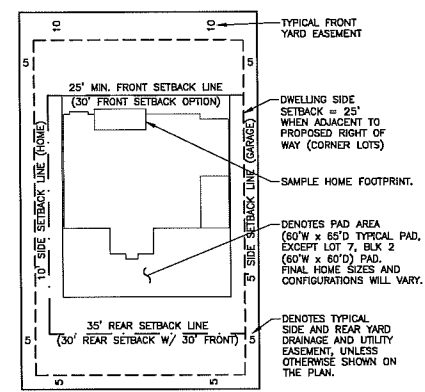 10
10
TYPICAL FRONT
YARD EASEMENT
5
5
25' MIN. FRONT SETBACK LINE
(30' FRONT SETBACK OPTION)
DWELLING SIDE
SETBACK = 25'
WHEN ADJACENT TO
PROPOSED RIGHT OF
WAY (CORNER LOTS)
10' SIDE SETBACK LINE (HOME)
5' SIDE SETBACK LINE (GARAGE)
SAMPLE HOME FOOTPRINT.
DENOTES PAD AREA
(60'W x 65'D TYPICAL PAD,
EXCEPT LOT 7, BLK 2
(60'W x 60'D) PAD.
FINAL HOME SIZES AND
CONFIGURATIONS WILL VARY.
35' REAR SETBACK LINE
(30' REAR SETBACK W/ 30' FRONT)
5
5
DENOTES TYPICAL
SIDE AND REAR YARD
DRAINAGE AND UTILITY
EASEMENT, UNLESS
OTHERWISE SHOWN ON
THE PLAN.
5
5